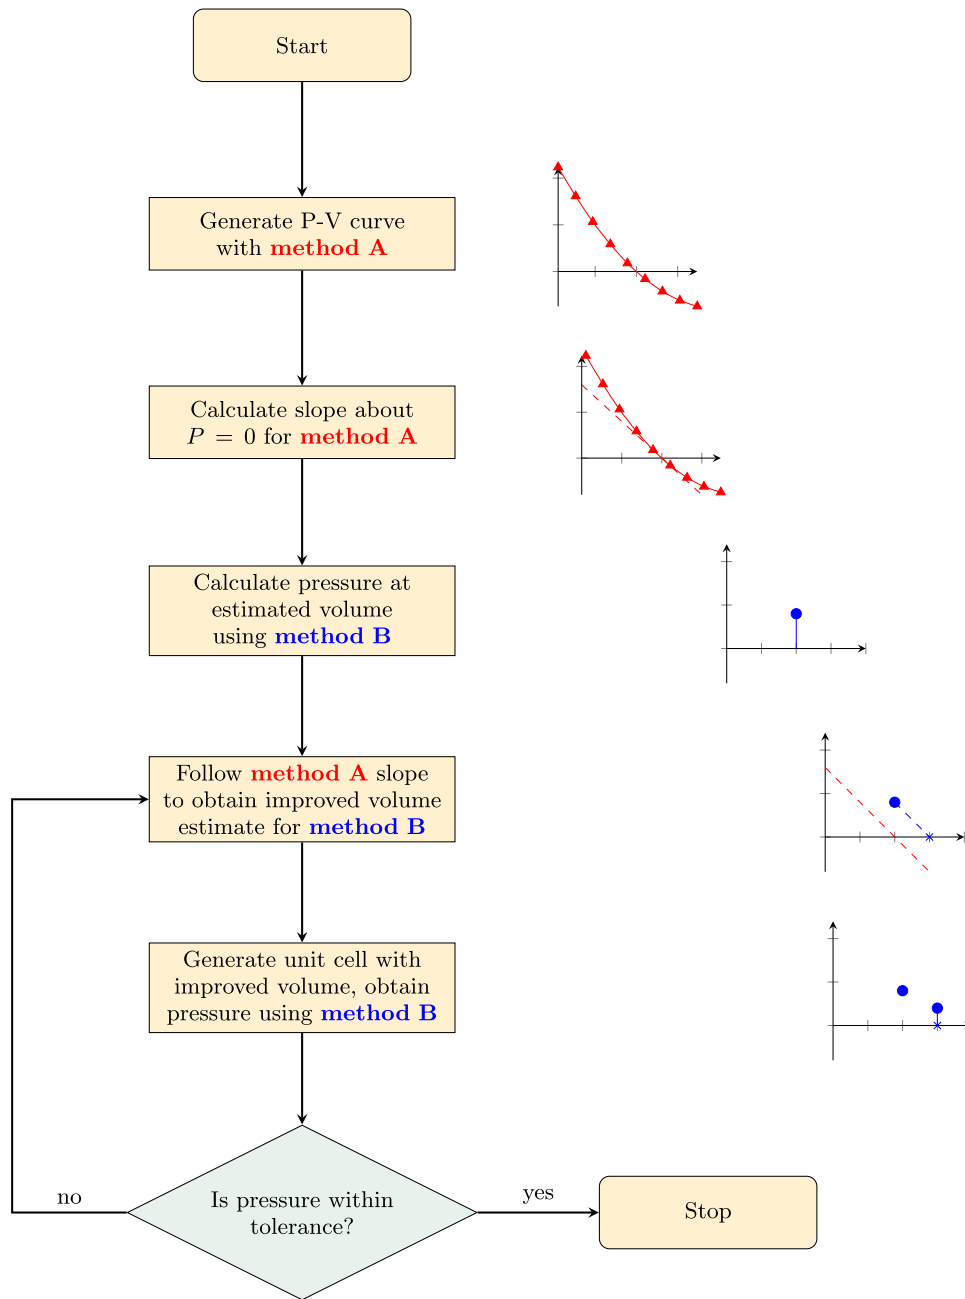 Start
Generate P-V curve
with method A
Calculate slope about
P = 0 for method A
Calculate pressure at
estimated volume
using method B
Follow method A slope
to obtain improved volume
estimate for method B
Generate unit cell with
improved volume, obtain
pressure using method B
no
Is pressure within
tolerance?
yes
Stop